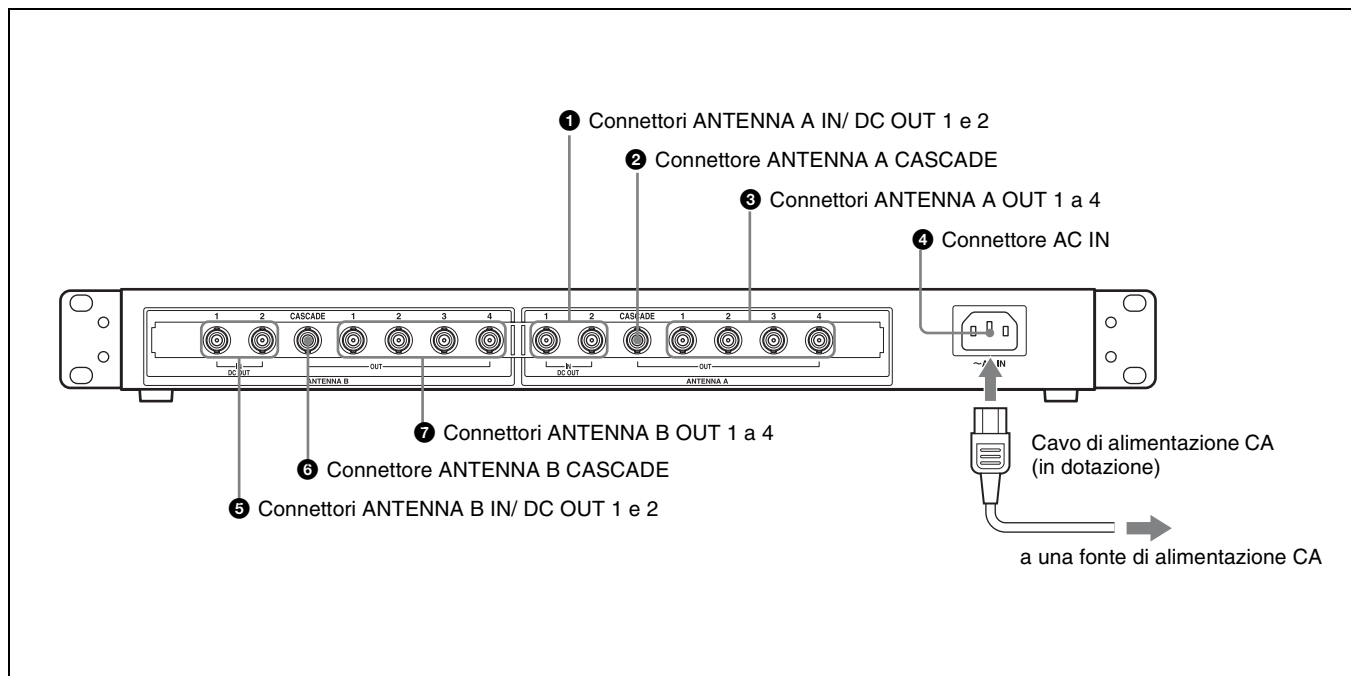 ❶ Connettori ANTENNA A IN/ DC OUT 1 e 2
❷ Connettore ANTENNA A CASCADE
❸ Connettori ANTENNA A OUT 1 a 4
❹ Connettore AC IN
1 2 CASCADE 1 2 3 4 1 2 CASCADE 1 2 3 4
IN OUT IN OUT
DC OUT DC OUT
ANTENNA B ANTENNA A
～AC IN
❼ Connettori ANTENNA B OUT 1 a 4
❻ Connettore ANTENNA B CASCADE
❺ Connettori ANTENNA B IN/ DC OUT 1 e 2
Cavo di alimentazione CA
(in dotazione)
a una fonte di alimentazione CA